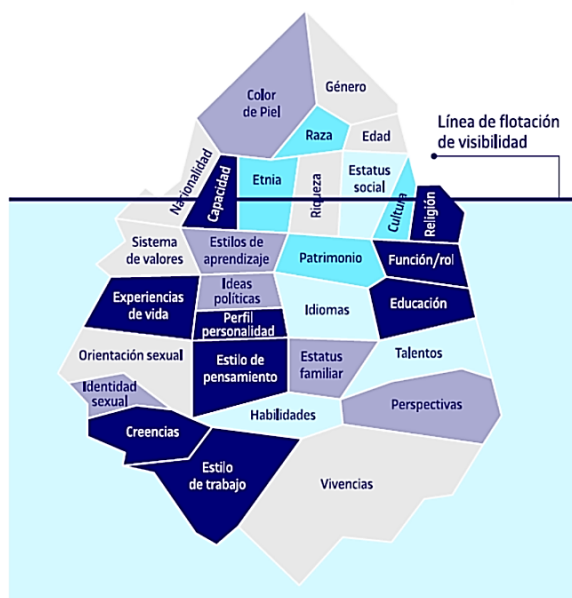 Género
Color
de Piel
Raza
Edad
Línea de flotación
de visibilidad
Nacionalidad
Capacidad
Etnia
Riqueza
Estatus
social
Cultura
Religión
Sistema
de valores
Estilos de
aprendizaje
Patrimonio
Función/rol
Experiencias
de vida
Ideas
políticas
Idiomas
Educación
Perfil
personalidad
Orientación sexual
Estilo de
pensamiento
Estatus
familiar
Talentos
Identidad
sexual
Habilidades
Perspectivas
Creencias
Estilo
de trabajo
Vivencias